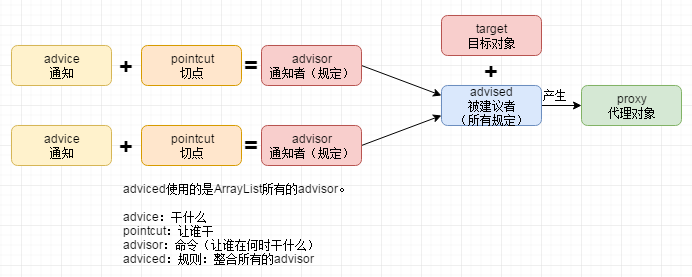 target
目标对象
advice
通知
+
pointcut
切点
=
advisor
通知者（规定）
+
advised
被建议者
（所有规定）
产生
proxy
代理对象
advice
通知
+
pointcut
切点
=
advisor
通知者（规定）
adviced使用的是ArrayList所有的advisor。
advice：干什么
pointcut：让谁干
advisor：命令（让谁在何时干什么）
adviced：规则：整合所有的advisor